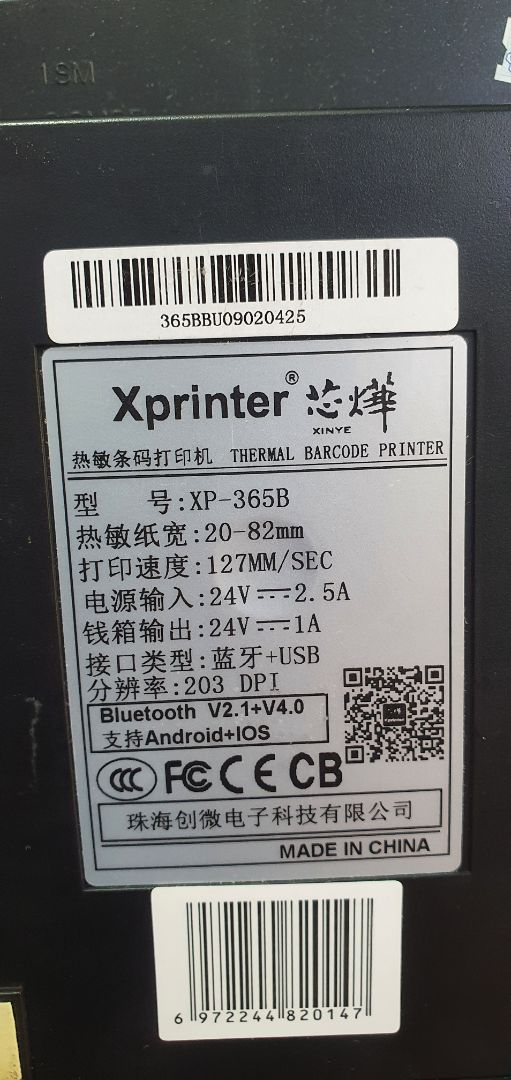 365BBU09020425
Xprinter® 芯烨
XINYE
热敏条码打印机 THERMAL BARCODE PRINTER
型 号:XP-365B
热敏纸宽:20-82mm
打印速度:127MM/SEC
电源输入:24V⎓2.5A
钱箱输出:24V⎓1A
接口类型:蓝牙+USB
分辨率:203 DPI
Bluetooth V2.1+V4.0
支持Android+IOS
Xprinter
CCC FC CE CB
珠海创微电子科技有限公司
MADE IN CHINA
6 972244 820147